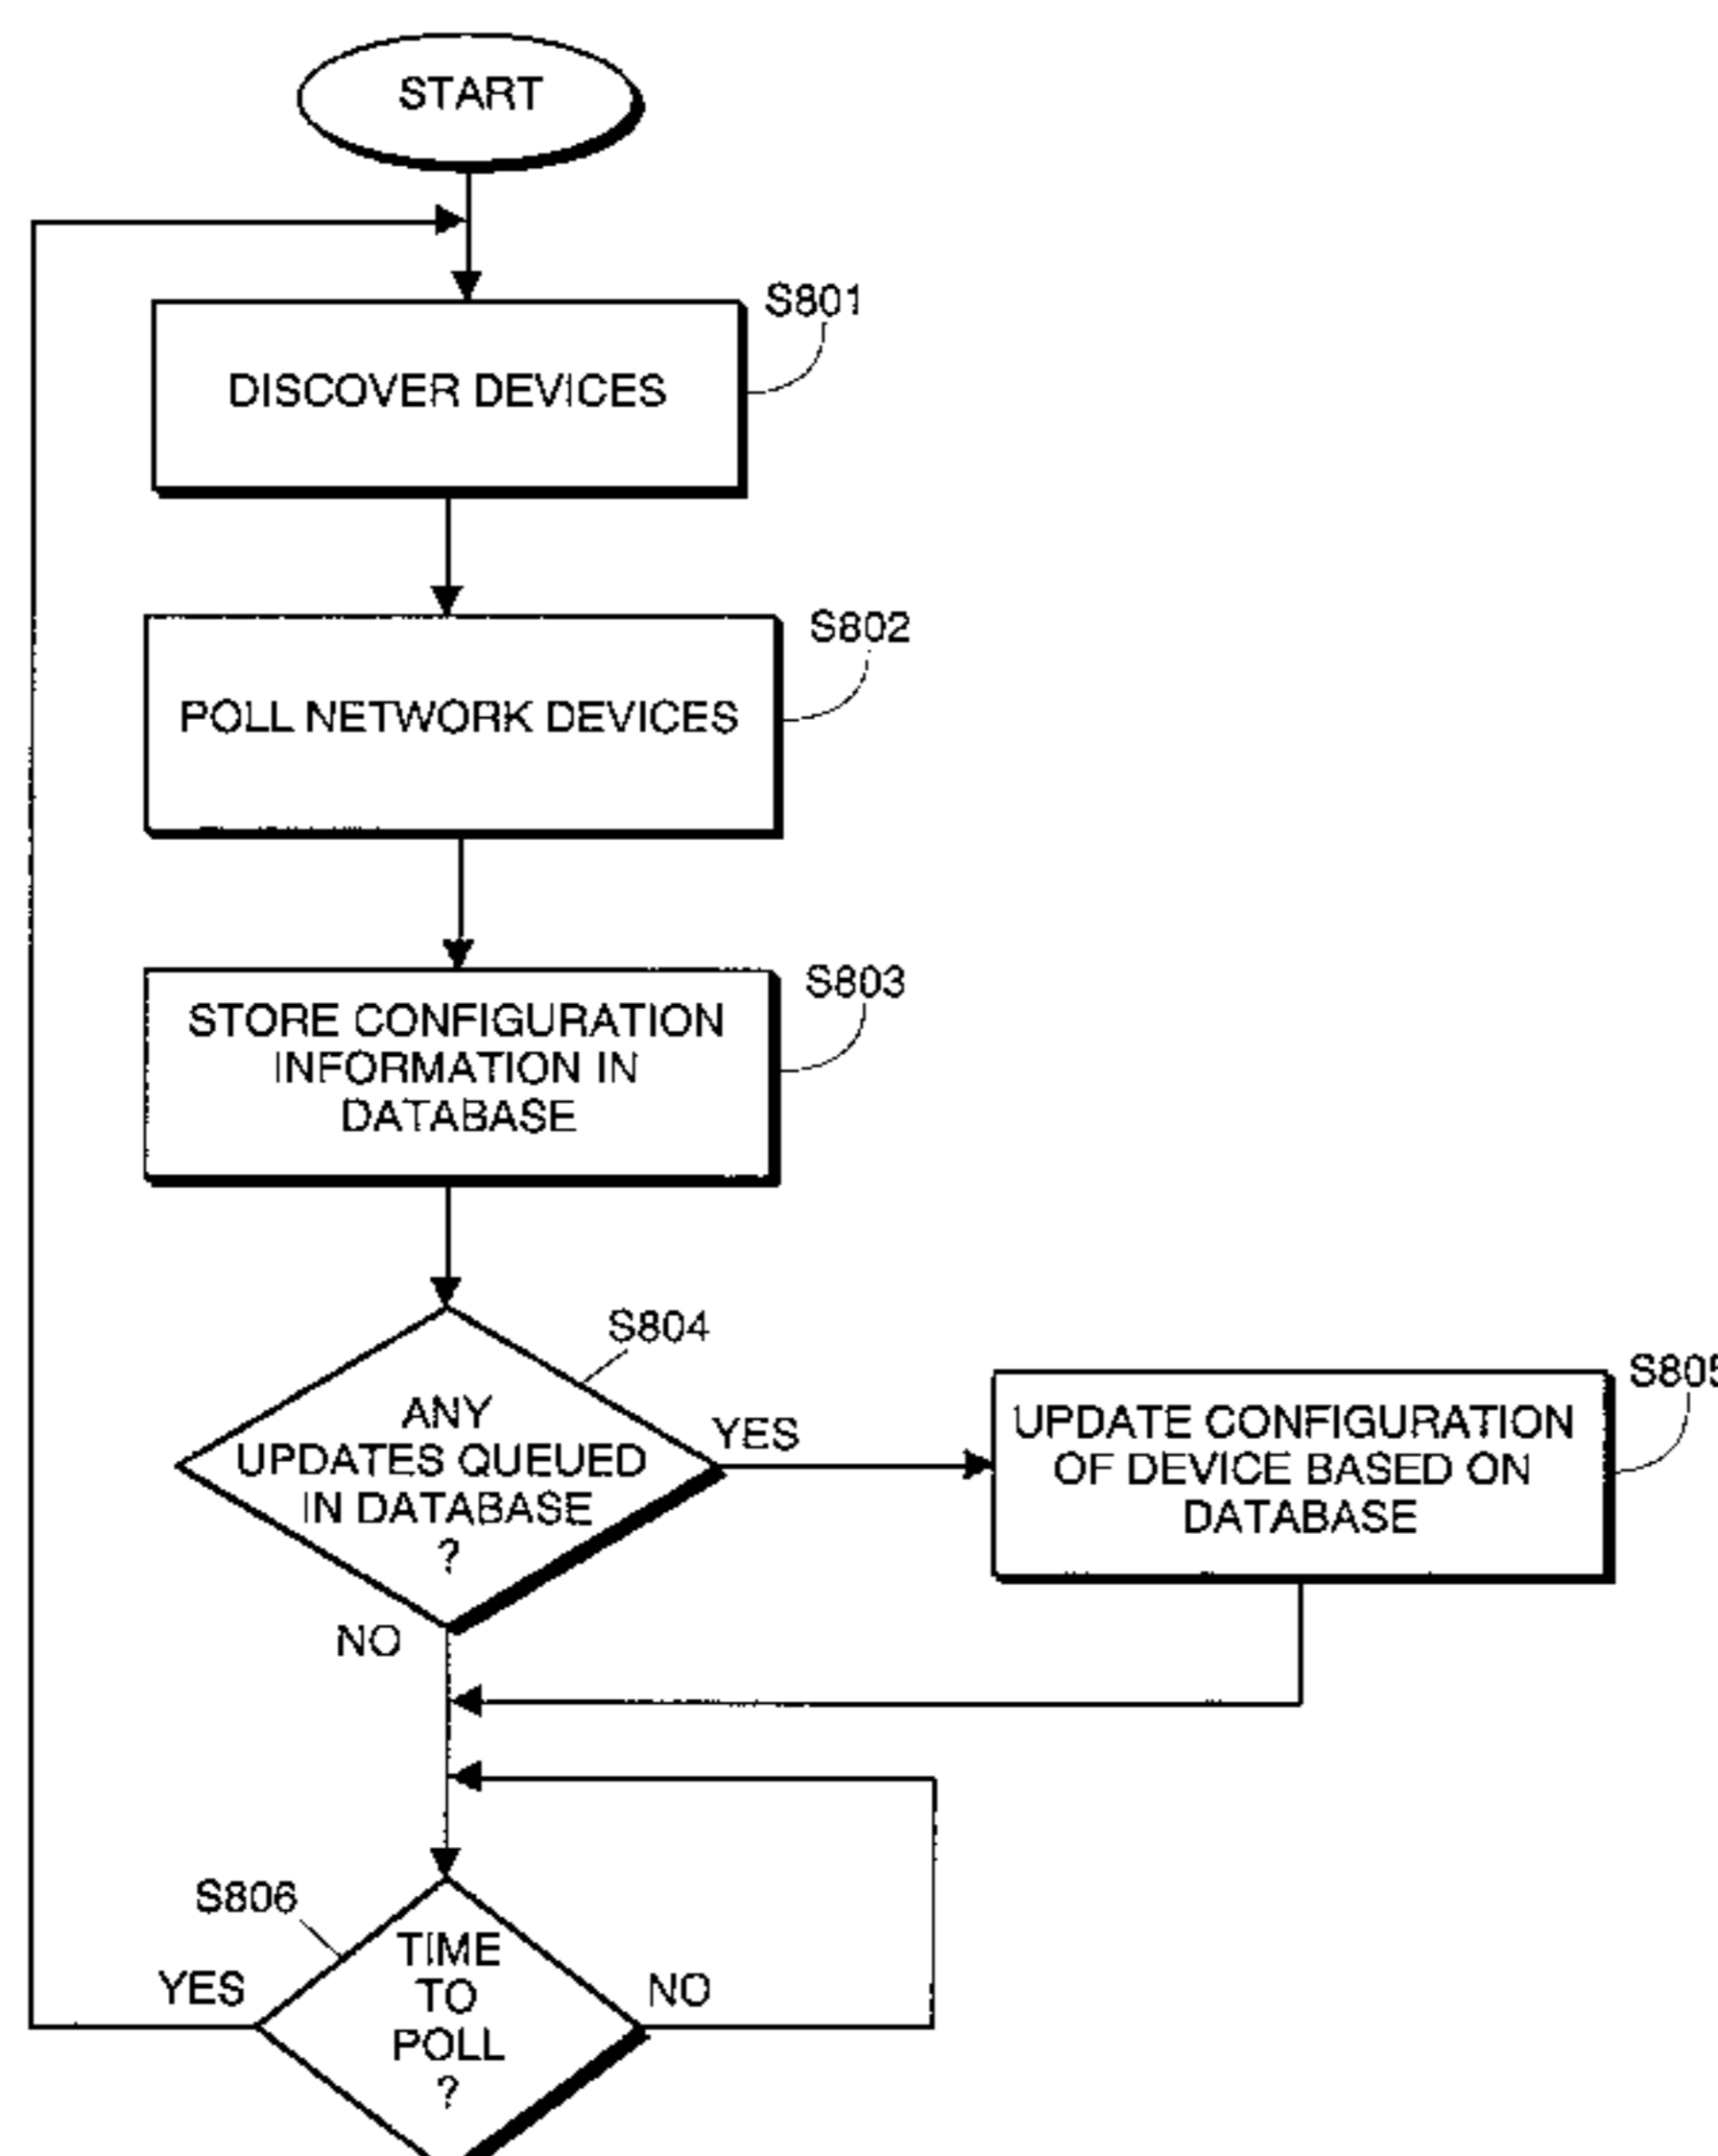 START
S801
DISCOVER DEVICES
S802
POLL NETWORK DEVICES
S803
STORE CONFIGURATION
INFORMATION IN
DATABASE
S804
ANY
UPDATES QUEUED
IN DATABASE
?
YES
NO
S805
UPDATE CONFIGURATION
OF DEVICE BASED ON
DATABASE
S806
TIME
TO
POLL
?
YES
NO